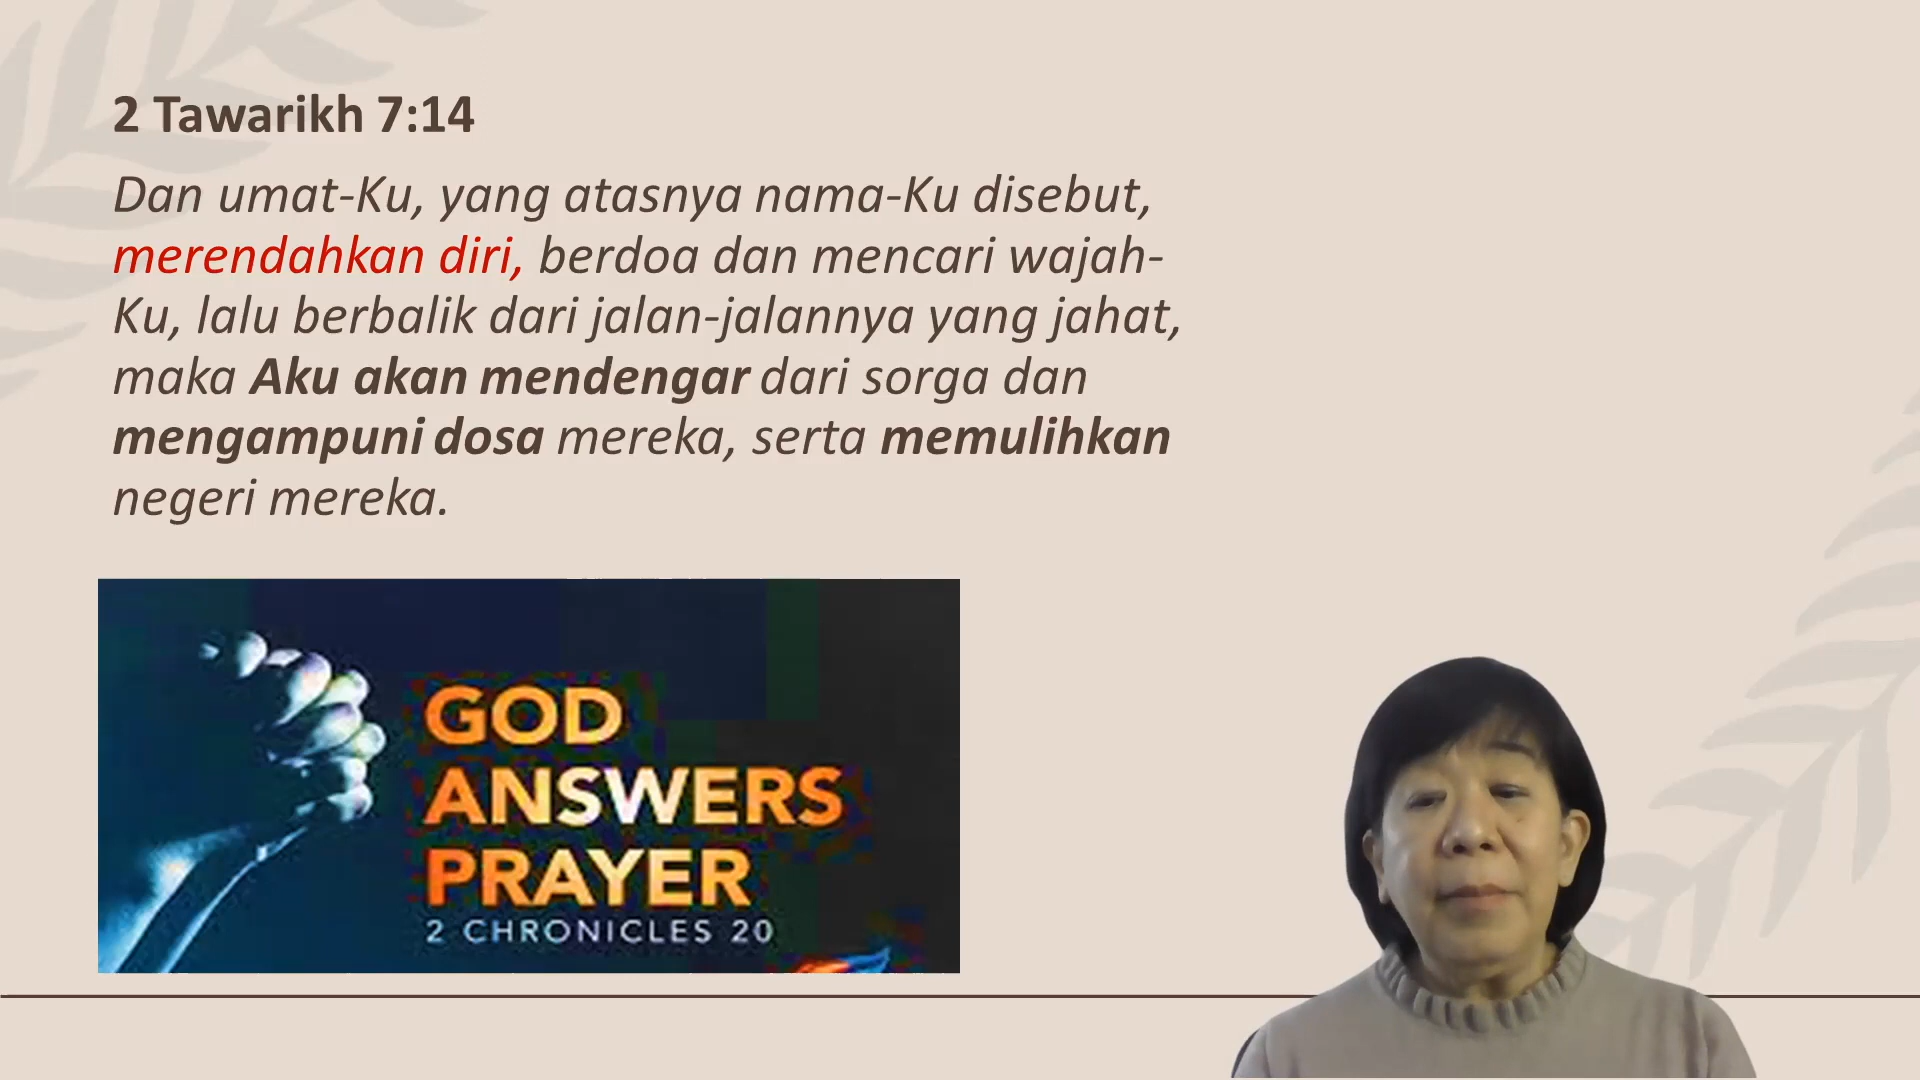 2 Tawarikh 7:14
Dan umat-Ku, yang atasnya nama-Ku disebut,
merendahkan diri, berdoa dan mencari wajah-
Ku, lalu berbalik dari jalan-jalannya yang jahat,
maka Aku akan mendengar dari sorga dan
mengampuni dosa mereka, serta memulihkan
negeri mereka.
GOD
ANSWERS
PRAYER
2 CHRONICLES 20